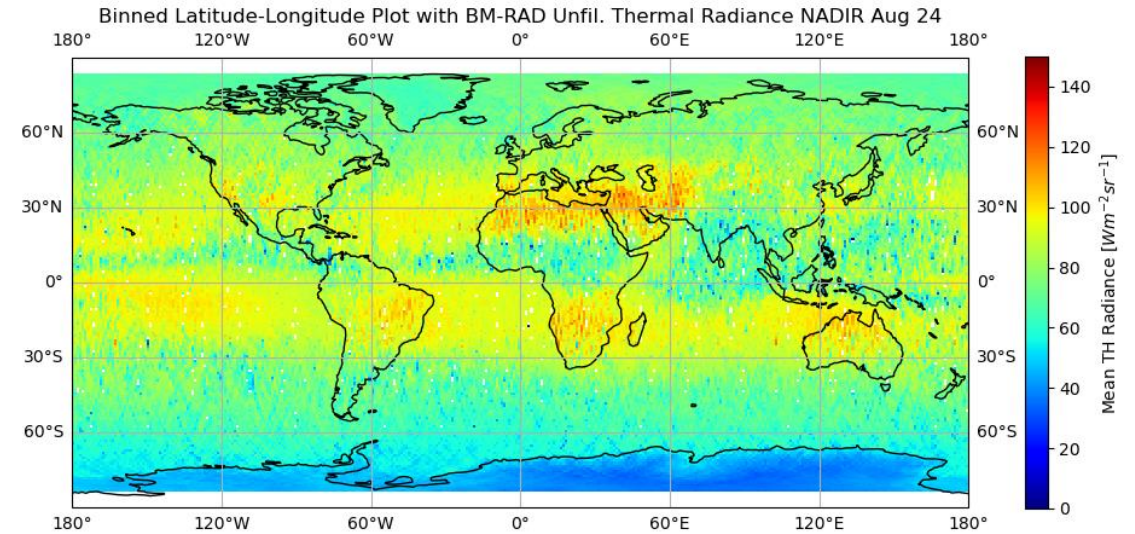 Binned Latitude-Longitude Plot with BM-RAD Unfil. Thermal Radiance NADIR Aug 24
180° 120°W 60°W 0° 60°E 120°E 180°
60°N 60°N
30°N 30°N
0° 0°
30°S 30°S
60°S 60°S
180° 120°W 60°W 0° 60°E 120°E 180°
140
120
100
80
60
40
20
0
Mean TH Radiance [Wm⁻²sr⁻¹]